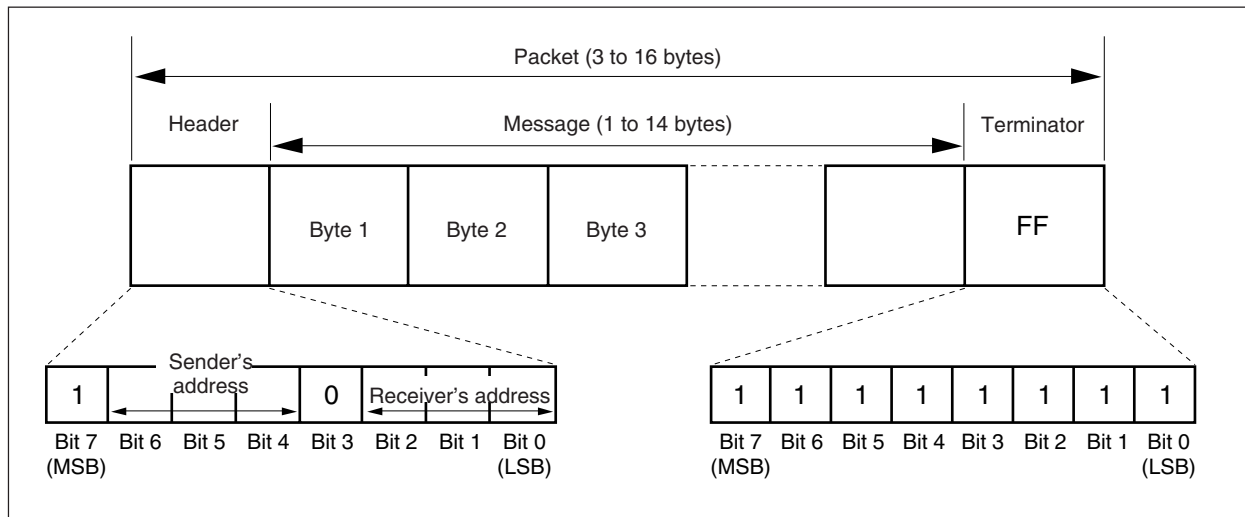 Packet (3 to 16 bytes)
Header
Message (1 to 14 bytes)
Terminator
Byte 1
Byte 2
Byte 3
FF
1
Sender's
address
0
Receiver's address
Bit 7
(MSB)
Bit 6
Bit 5
Bit 4
Bit 3
Bit 2
Bit 1
Bit 0
(LSB)
1 1 1 1 1 1 1 1
Bit 7
(MSB)
Bit 6
Bit 5
Bit 4
Bit 3
Bit 2
Bit 1
Bit 0
(LSB)